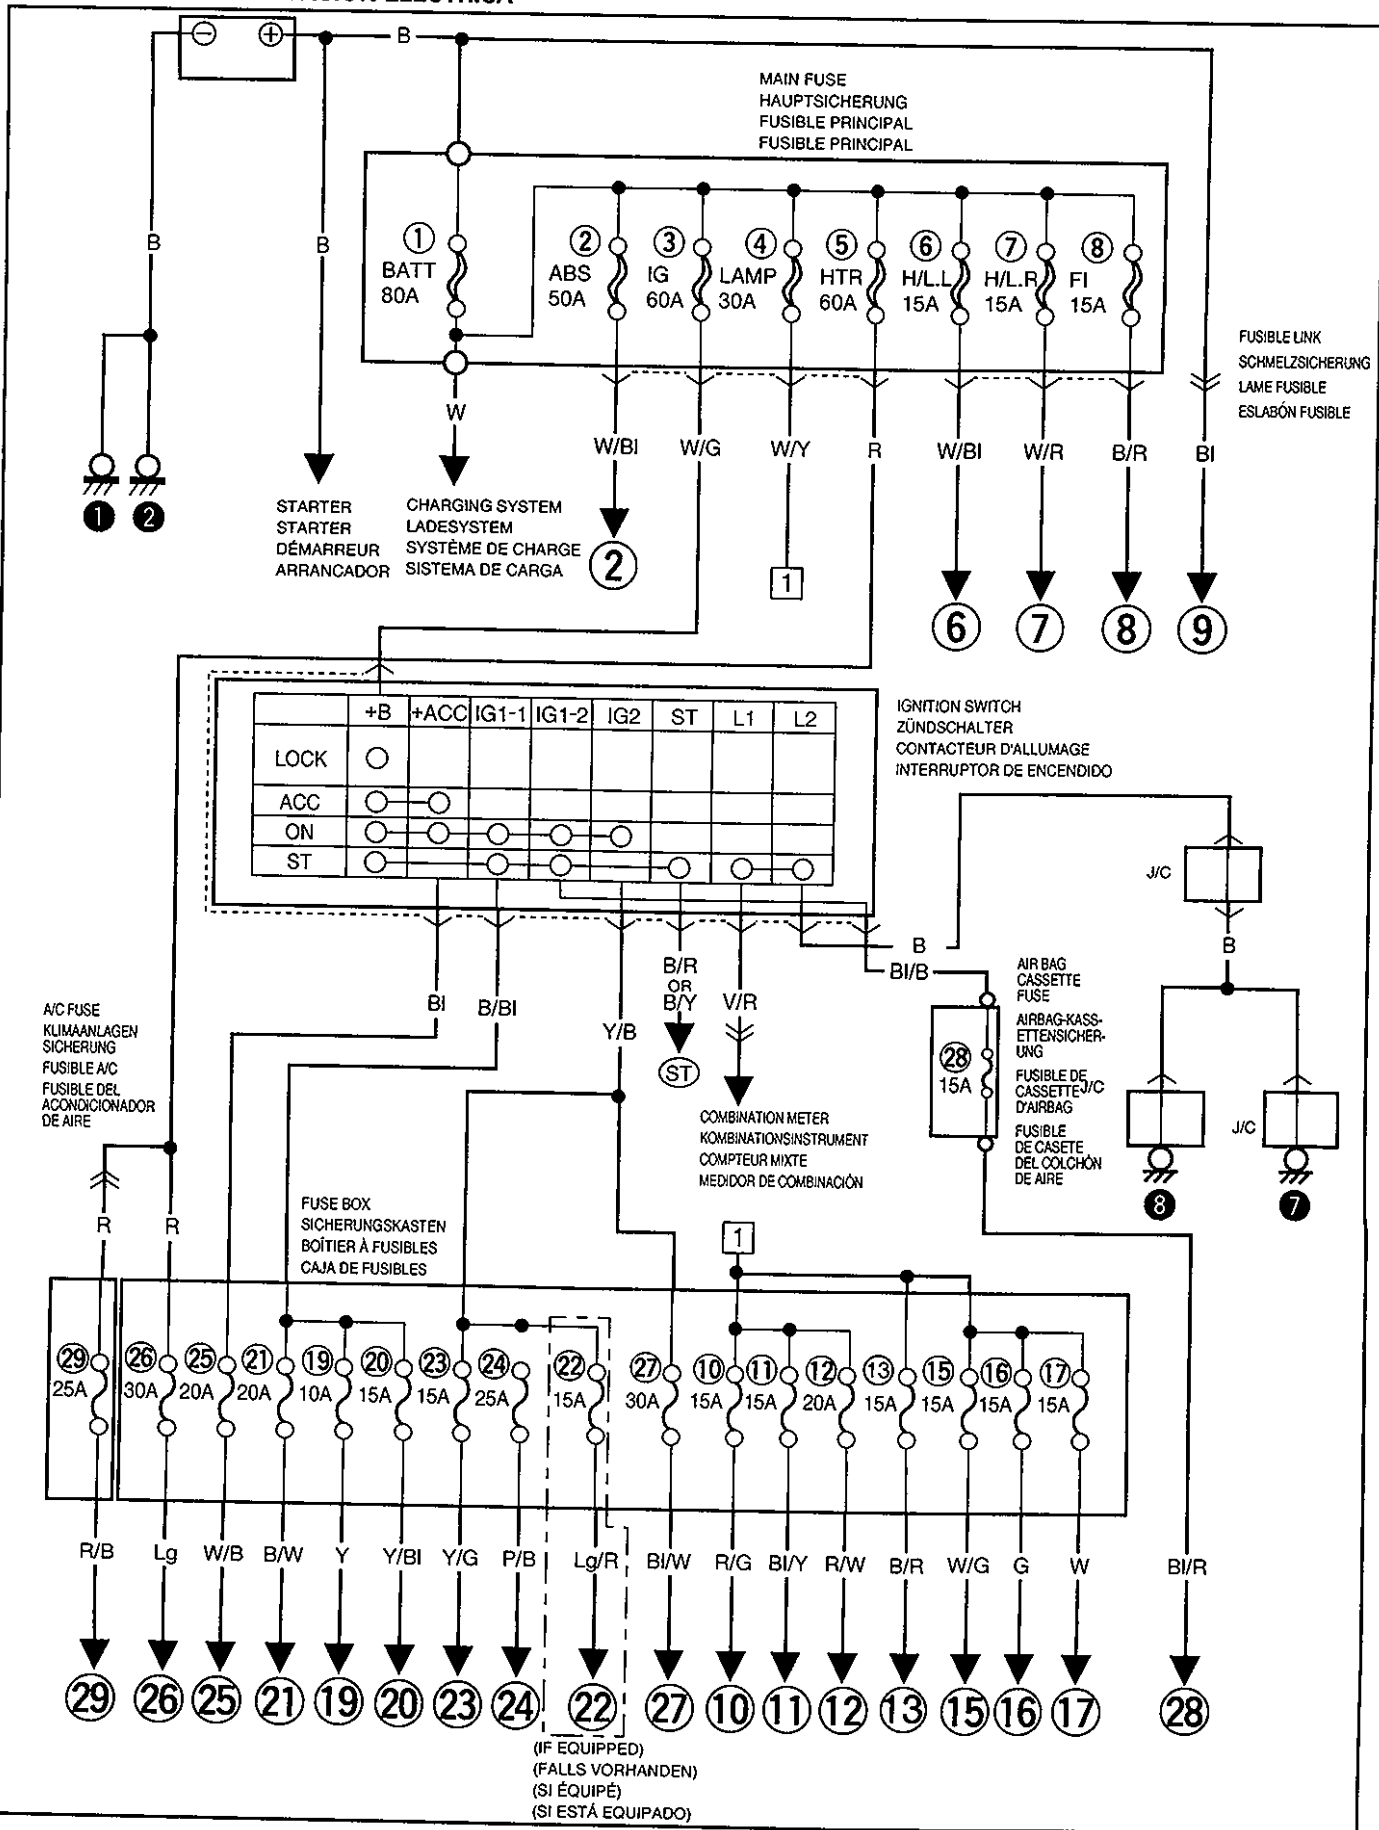 ⊖ ⊕ B
MAIN FUSE
HAUPTSICHERUNG
FUSIBLE PRINCIPAL
FUSIBLE PRINCIPAL
B B
① BATT 80A
② ABS 50A
③ IG 60A
④ LAMP 30A
⑤ HTR 60A
⑥ H/L.L 15A
⑦ H/L.R 15A
⑧ FI 15A
FUSIBLE LINK
SCHMELZSICHERUNG
LAME FUSIBLE
ESLABÓN FUSIBLE
W W/Bl W/G W/Y R W/Bl W/R B/R Bl
❶ ❷
STARTER
STARTER
DÉMARREUR
ARRANCADOR
CHARGING SYSTEM
LADESYSTEM
SYSTÈME DE CHARGE
SISTEMA DE CARGA
② 1 ⑥ ⑦ ⑧ ⑨
+B +ACC IG1-1 IG1-2 IG2 ST L1 L2
LOCK
ACC
ON
ST
IGNITION SWITCH
ZÜNDSCHALTER
CONTACTEUR D'ALLUMAGE
INTERRUPTOR DE ENCENDIDO
J/C
B
B
Bl/B
Bl B/Bl Y/B
B/R
OR
B/Y
V/R
ST
COMBINATION METER
KOMBINATIONSINSTRUMENT
COMPTEUR MIXTE
MEDIDOR DE COMBINACIÓN
㉘
15A
AIR BAG
CASSETTE
FUSE
AIRBAG-KASS-
ETTENSICHER-
UNG
FUSIBLE DE
CASSETTE
D'AIRBAG
FUSIBLE
DE CASETE
DEL COLCHÓN
DE AIRE
J/C J/C
❽ ❼
A/C FUSE
KLIMAANLAGEN
SICHERUNG
FUSIBLE A/C
FUSIBLE DEL
ACONDICIONADOR
DE AIRE
R R
FUSE BOX
SICHERUNGSKASTEN
BOÎTIER À FUSIBLES
CAJA DE FUSIBLES
1
㉙ ㉖ ㉕ ㉑ ⑲ ⑳ ㉓ ㉔ ㉒ ㉗ ⑩ ⑪ ⑫ ⑬ ⑮ ⑯ ⑰
25A 30A 20A 20A 10A 15A 15A 25A 15A 30A 15A 15A 20A 15A 15A 15A 15A
R/B Lg W/B B/W Y Y/Bl Y/G P/B Lg/R Bl/W R/G Bl/Y R/W B/R W/G G W Bl/R
㉙ ㉖ ㉕ ㉑ ⑲ ⑳ ㉓ ㉔ ㉒ ㉗ ⑩ ⑪ ⑫ ⑬ ⑮ ⑯ ⑰ ㉘
(IF EQUIPPED)
(FALLS VORHANDEN)
(SI ÉQUIPÉ)
(SI ESTÁ EQUIPADO)